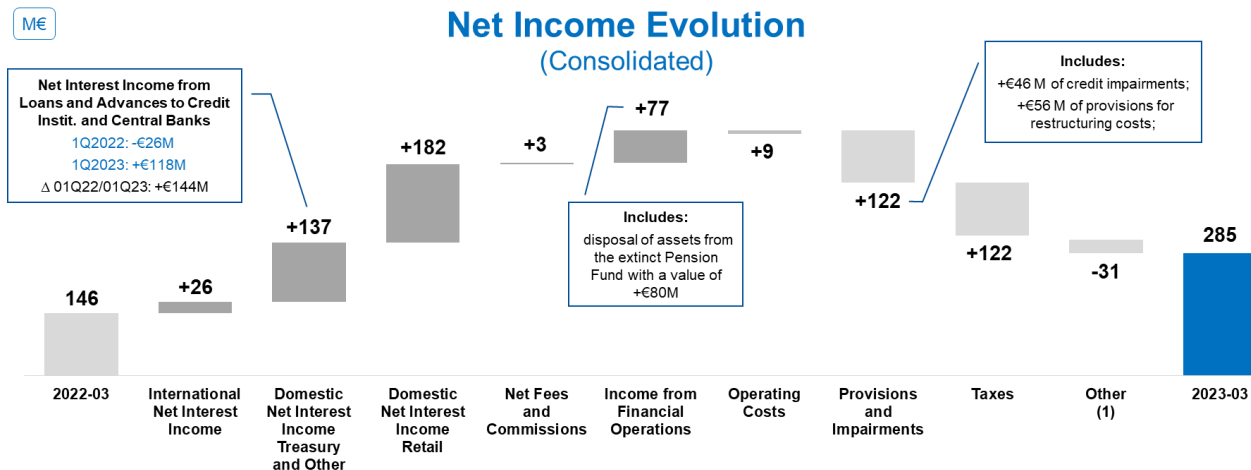 M€
Net Income Evolution
(Consolidated)
Net Interest Income from
Loans and Advances to Credit
Instit. and Central Banks
1Q2022: -€26M
1Q2023: +€118M
Δ 01Q22/01Q23: +€144M
Includes:
+€46 M of credit impairments;
+€56 M of provisions for
restructuring costs;
Includes:
disposal of assets from
the extinct Pension
Fund with a value of
+€80M
146
+26
+137
+182
+3
+77
+9
+122
+122
-31
285
2022-03
International
Net Interest
Income
Domestic
Net Interest
Income
Treasury
and Other
Domestic
Net Interest
Income
Retail
Net Fees
and
Commissions
Income from
Financial
Operations
Operating
Costs
Provisions
and
Impairments
Taxes
Other
(1)
2023-03